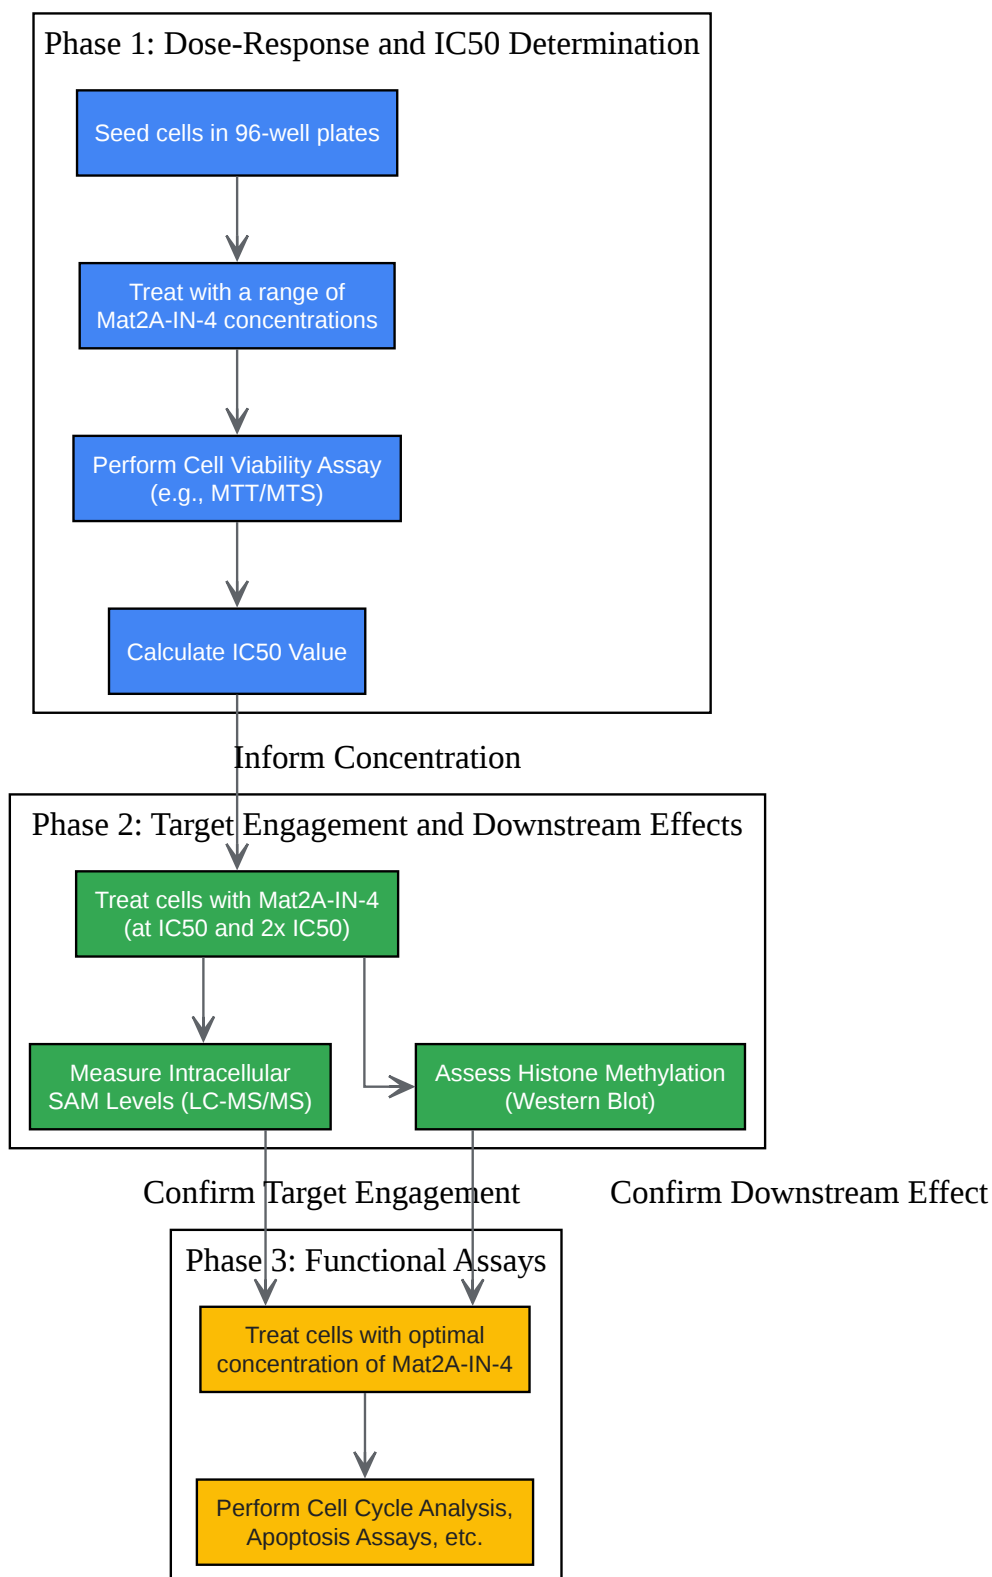 Phase 1: Dose-Response and IC50 Determination
Seed cells in 96-well plates
Treat with a range of
Mat2A-IN-4 concentrations
Perform Cell Viability Assay
(e.g., MTT/MTS)
Calculate IC50 Value
Inform Concentration
Phase 2: Target Engagement and Downstream Effects
Treat cells with Mat2A-IN-4
(at IC50 and 2x IC50)
Measure Intracellular
SAM Levels (LC-MS/MS)
Assess Histone Methylation
(Western Blot)
Confirm Target Engagement
Confirm Downstream Effect
Phase 3: Functional Assays
Treat cells with optimal
concentration of Mat2A-IN-4
Perform Cell Cycle Analysis,
Apoptosis Assays, etc.